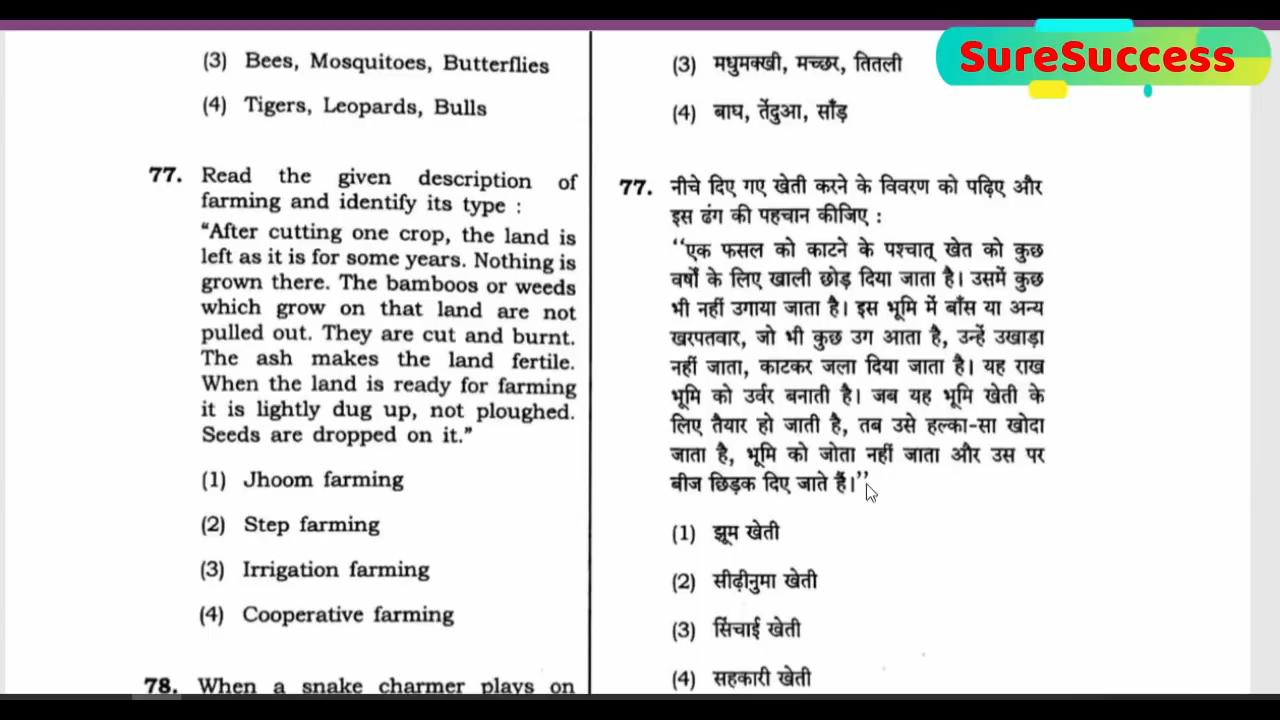 SureSuccess
(3) Bees, Mosquitoes, Butterflies
(4) Tigers, Leopards, Bulls
77. Read the given description of
farming and identify its type :
“After cutting one crop, the land is
left as it is for some years. Nothing is
grown there. The bamboos or weeds
which grow on that land are not
pulled out. They are cut and burnt.
The ash makes the land fertile.
When the land is ready for farming
it is lightly dug up, not ploughed.
Seeds are dropped on it.”
(1) Jhoom farming
(2) Step farming
(3) Irrigation farming
(4) Cooperative farming
78. When a snake charmer plays on
(3) मधुमक्खी, मच्छर, तितली
(4) बाघ, तेंदुआ, साँड़
77. नीचे दिए गए खेती करने के विवरण को पढ़िए और
इस ढंग की पहचान कीजिए :
‘‘एक फसल को काटने के पश्चात् खेत को कुछ
वर्षों के लिए खाली छोड़ दिया जाता है। उसमें कुछ
भी नहीं उगाया जाता है। इस भूमि में बाँस या अन्य
खरपतवार, जो भी कुछ उग आता है, उन्हें उखाड़ा
नहीं जाता, काटकर जला दिया जाता है। यह राख
भूमि को उर्वर बनाती है। जब यह भूमि खेती के
लिए तैयार हो जाती है, तब उसे हल्का-सा खोदा
जाता है, भूमि को जोता नहीं जाता और उस पर
बीज छिड़क दिए जाते हैं।’’
(1) झूम खेती
(2) सीढ़ीनुमा खेती
(3) सिंचाई खेती
(4) सहकारी खेती